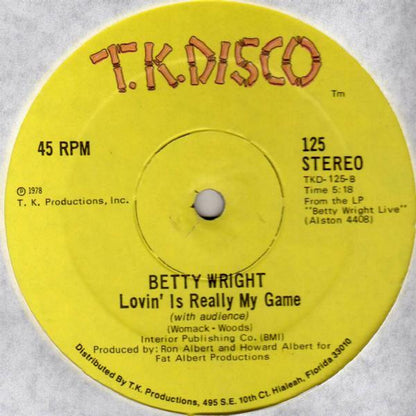 T.K.DISCO
Tm
45 RPM
125
STEREO
TKD-125-B
Time 5:18
From the LP
"Betty Wright Live"
(Alston 4408)
℗ 1978
T. K. Productions, Inc.
BETTY WRIGHT
Lovin' Is Really My Game
(with audience)
(Womack - Woods)
Interior Publishing Co. (BMI)
Produced by: Ron Albert and Howard Albert for
Fat Albert Productions
Distributed By T.K. Productions, 495 S.E. 10th Ct. Hialeah, Florida 33010